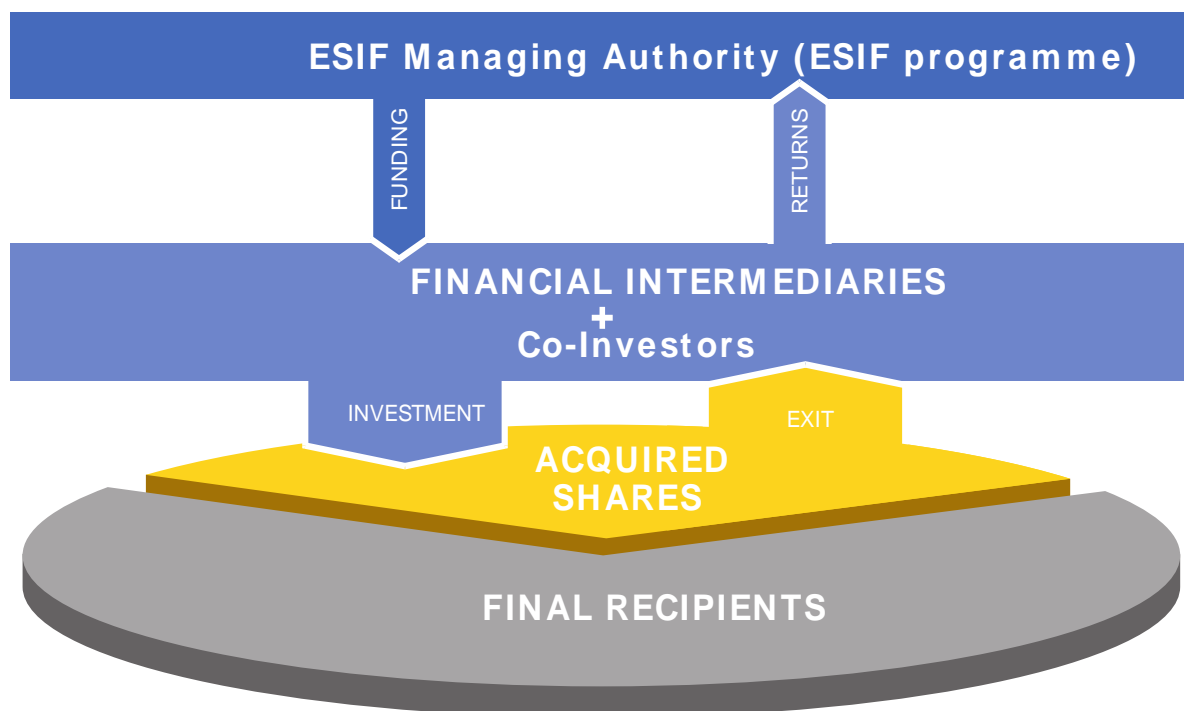 ESIF Managing Authority (ESIF programme)
FUNDING
RETURNS
FINANCIAL INTERMEDIARIES
+
Co-Investors
INVESTMENT
EXIT
ACQUIRED
SHARES
FINAL RECIPIENTS